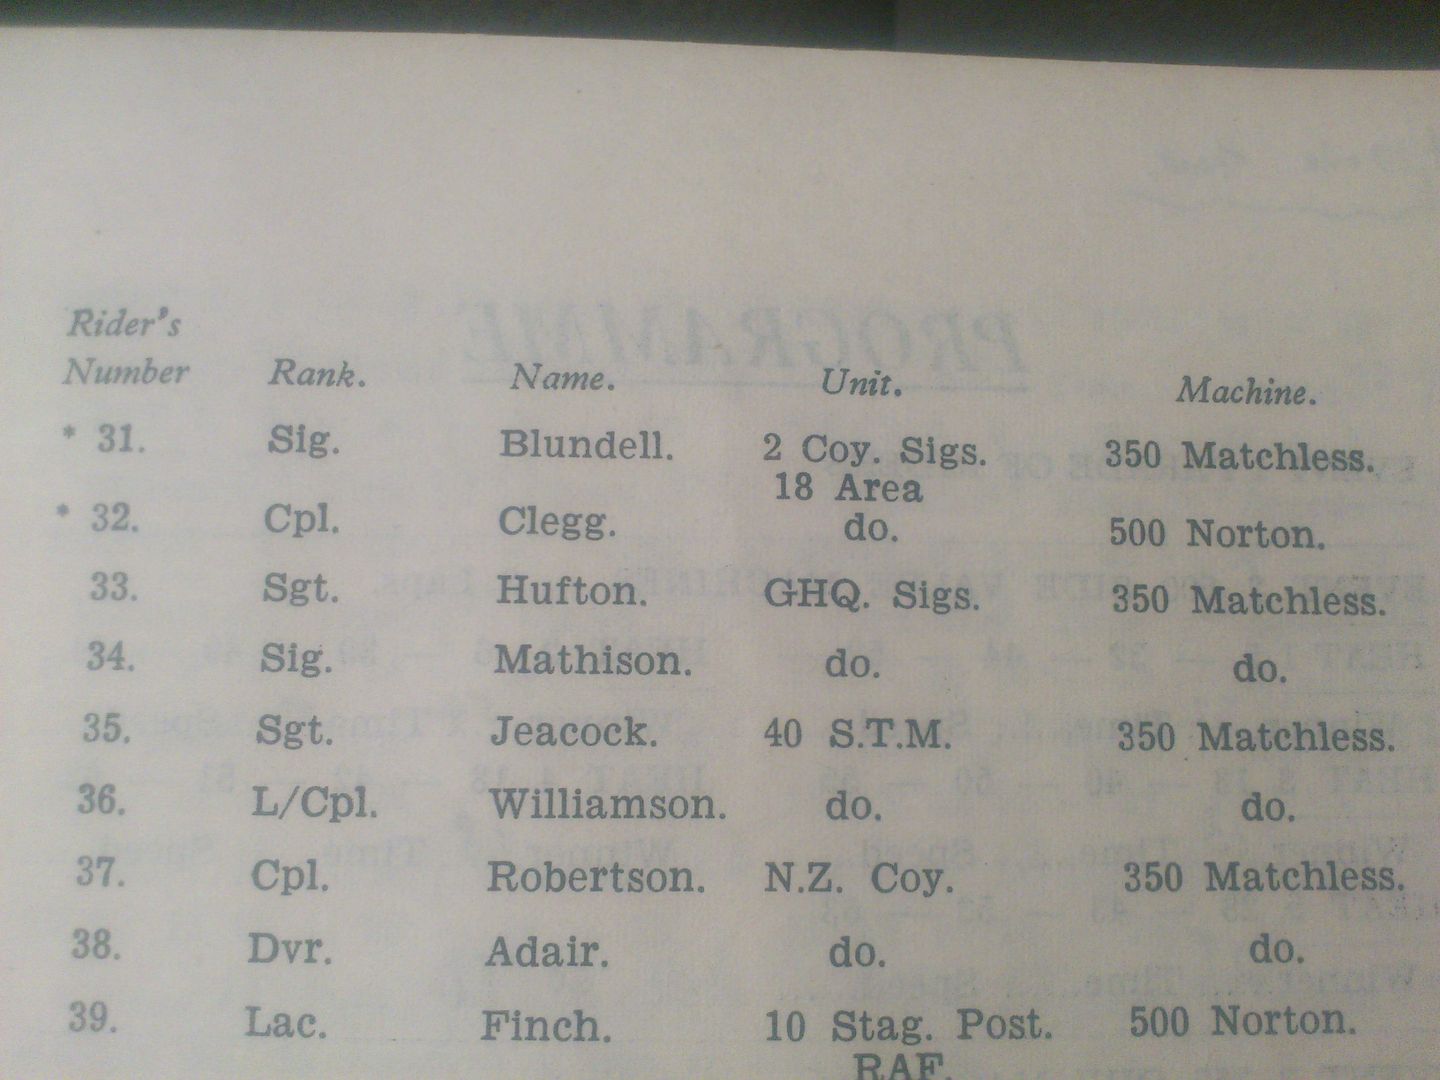 Rider's
Number Rank. Name. Unit. Machine.
* 31. Sig. Blundell. 2 Coy. Sigs. 350 Matchless.
18 Area
* 32. Cpl. Clegg. do. 500 Norton.
33. Sgt. Hufton. GHQ. Sigs. 350 Matchless.
34. Sig. Mathison. do. do.
35. Sgt. Jeacock. 40 S.T.M. 350 Matchless.
36. L/Cpl. Williamson. do. do.
37. Cpl. Robertson. N.Z. Coy. 350 Matchless.
38. Dvr. Adair. do. do.
39. Lac. Finch. 10 Stag. Post. 500 Norton.
RAF.
PROGRAMME